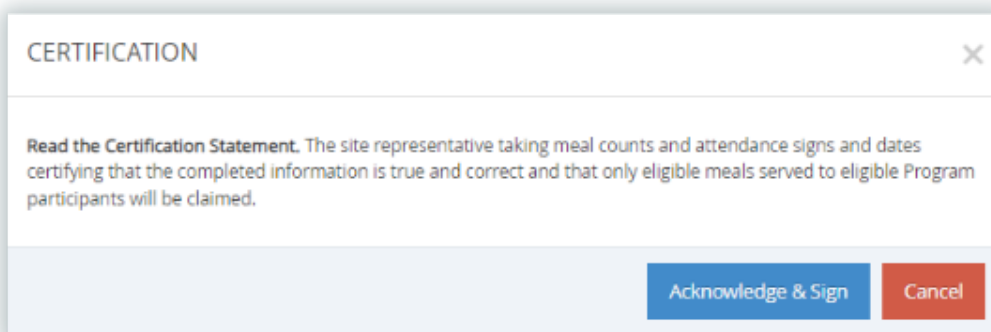 CERTIFICATION
Read the Certification Statement. The site representative taking meal counts and attendance signs and dates
certifying that the completed information is true and correct and that only eligible meals served to eligible Program
participants will be claimed.
Acknowledge & Sign
Cancel